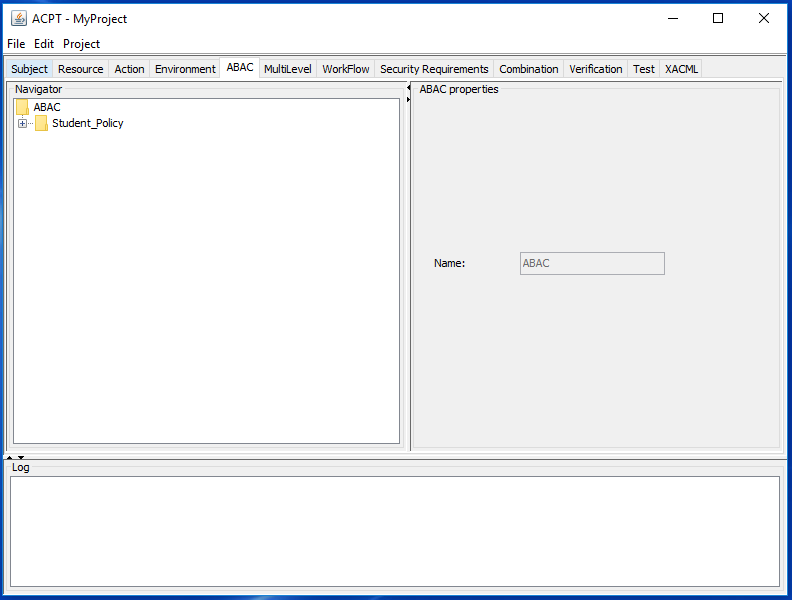 ACPT - MyProject
File Edit Project
Subject Resource Action Environment ABAC MultiLevel WorkFlow Security Requirements Combination Verification Test XACML
Navigator
ABAC
Student_Policy
ABAC properties
Name: ABAC
Log